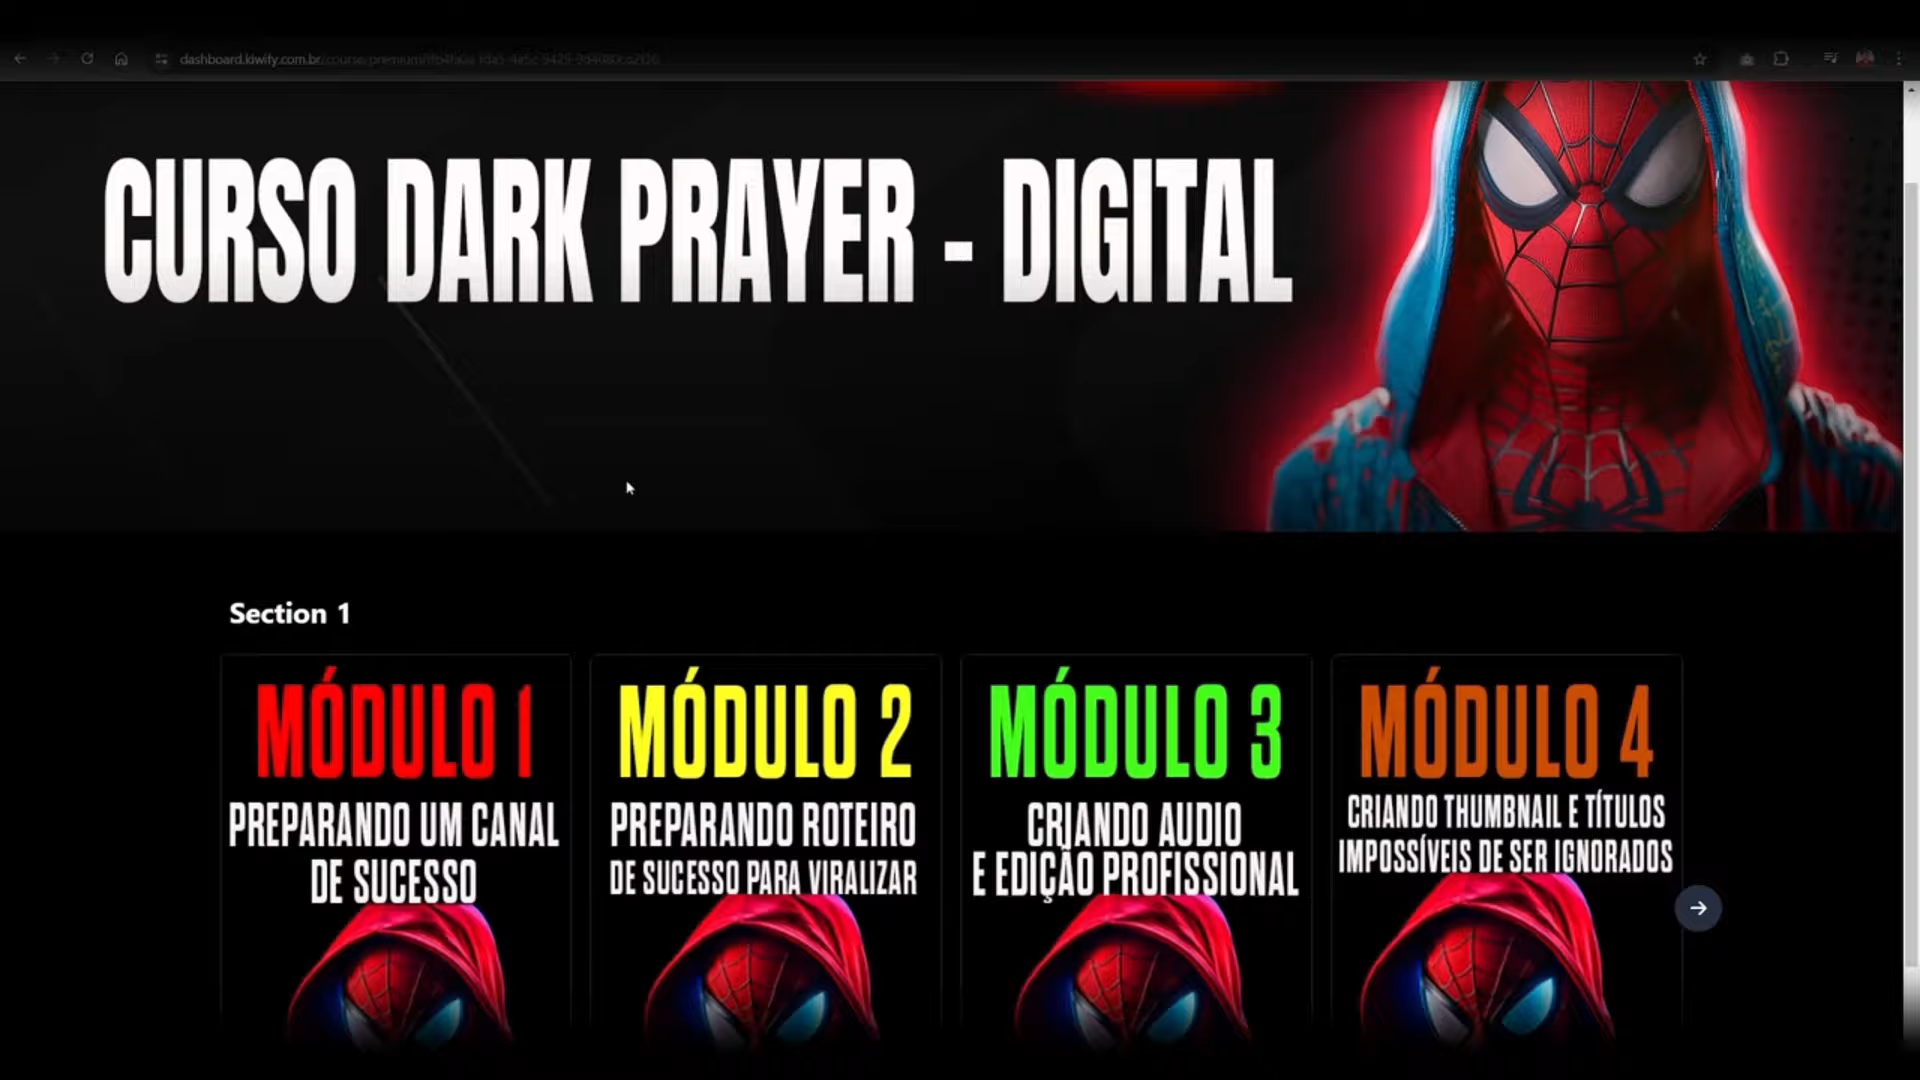 dashboard.kiwify.com.br/course/premium/
CURSO DARK PRAYER - DIGITAL
Section 1
MÓDULO 1
PREPARANDO UM CANAL
DE SUCESSO
MÓDULO 2
PREPARANDO ROTEIRO
DE SUCESSO PARA VIRALIZAR
MÓDULO 3
CRIANDO AUDIO
E EDIÇÃO PROFISSIONAL
MÓDULO 4
CRIANDO THUMBNAIL E TÍTULOS
IMPOSSÍVEIS DE SER IGNORADOS